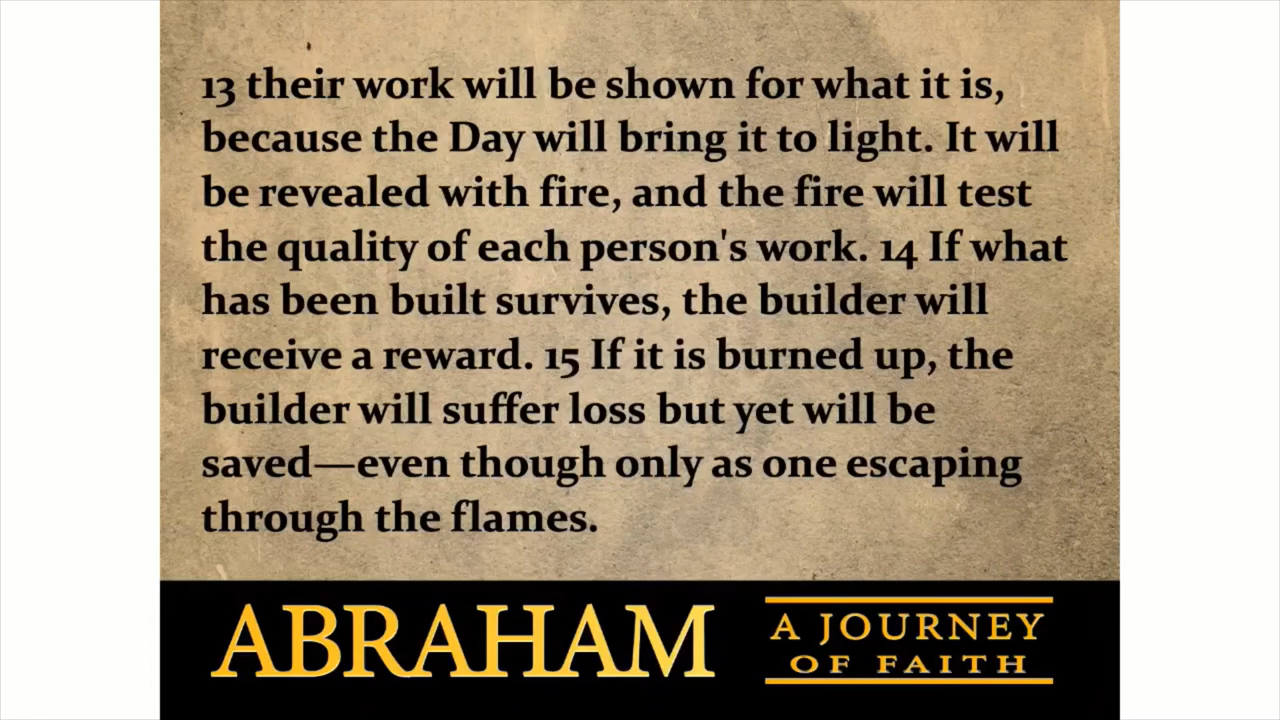 13 their work will be shown for what it is,
because the Day will bring it to light. It will
be revealed with fire, and the fire will test
the quality of each person's work. 14 If what
has been built survives, the builder will
receive a reward. 15 If it is burned up, the
builder will suffer loss but yet will be
saved—even though only as one escaping
through the flames.
ABRAHAM
A JOURNEY
OF FAITH